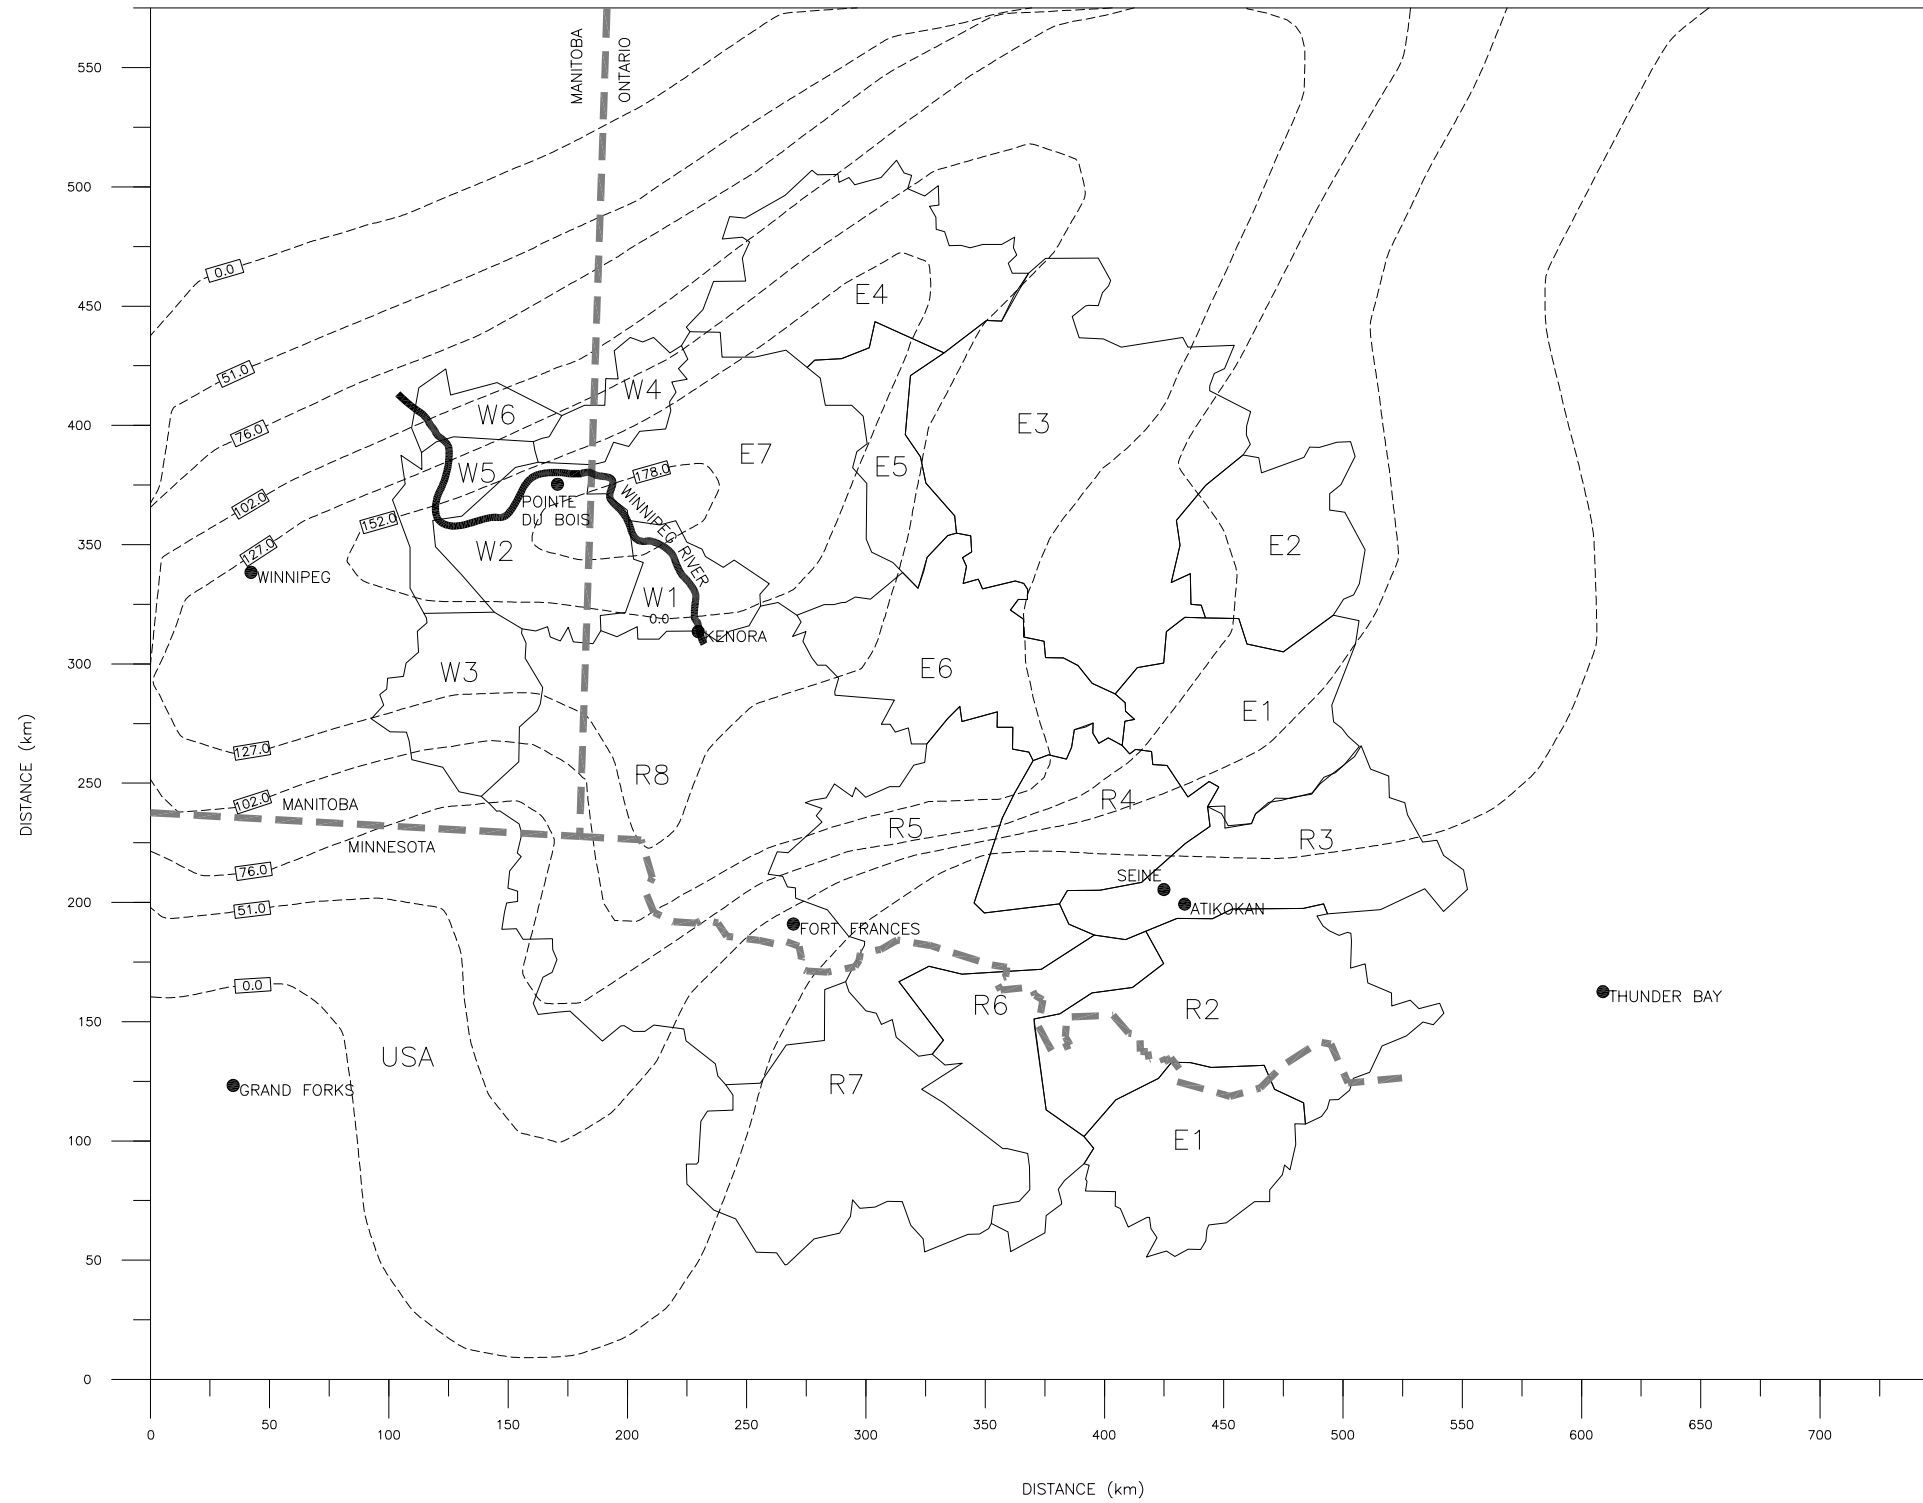 MANITOBA
ONTARIO
550
500
450
400
350
300
250
200
150
100
50
0
DISTANCE (km)
0.0
51.0
76.0
102.0
152.0
127.0
178.0
E4
W4
W6
E3
E7
E5
W5
POINTE
DU BOIS
WINNIPEG RIVER
W2
E2
WINNIPEG
W1
0.0
KENORA
W3
E6
E1
127.0
R8
102.0
MANITOBA
R4
R5
R3
MINNESOTA
76.0
SEINE
51.0
ATIKOKAN
FORT FRANCES
0.0
R6
R2
THUNDER BAY
USA
GRAND FORKS
R7
E1
0
50
100
150
200
250
300
350
400
450
500
550
600
650
700
DISTANCE (km)